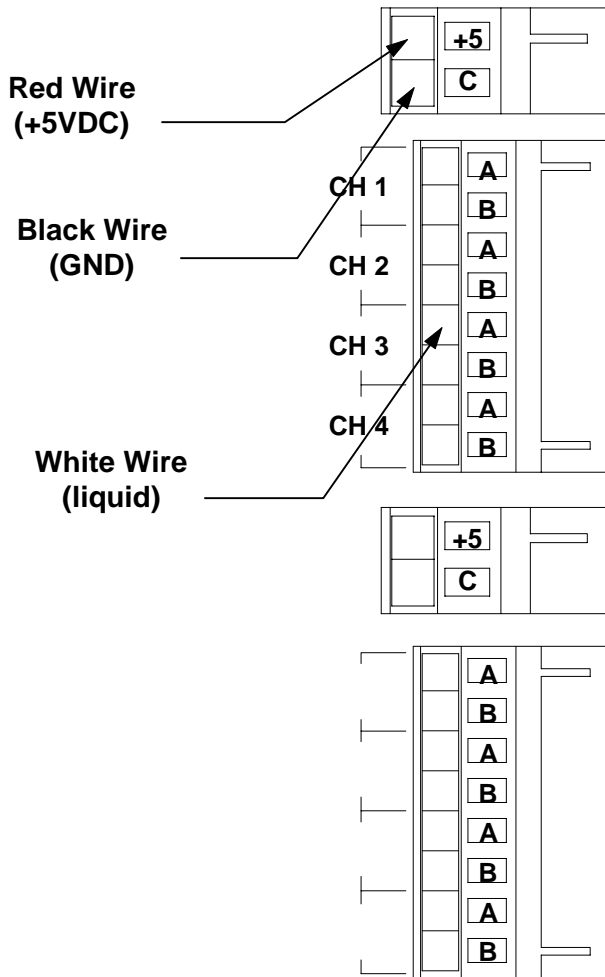 +5
C
Red Wire
(+5VDC)
A
CH 1
B
Black Wire
(GND)
A
CH 2
B
A
CH 3
B
A
CH 4
B
White Wire
(liquid)
+5
C
A
B
A
B
A
B
A
B